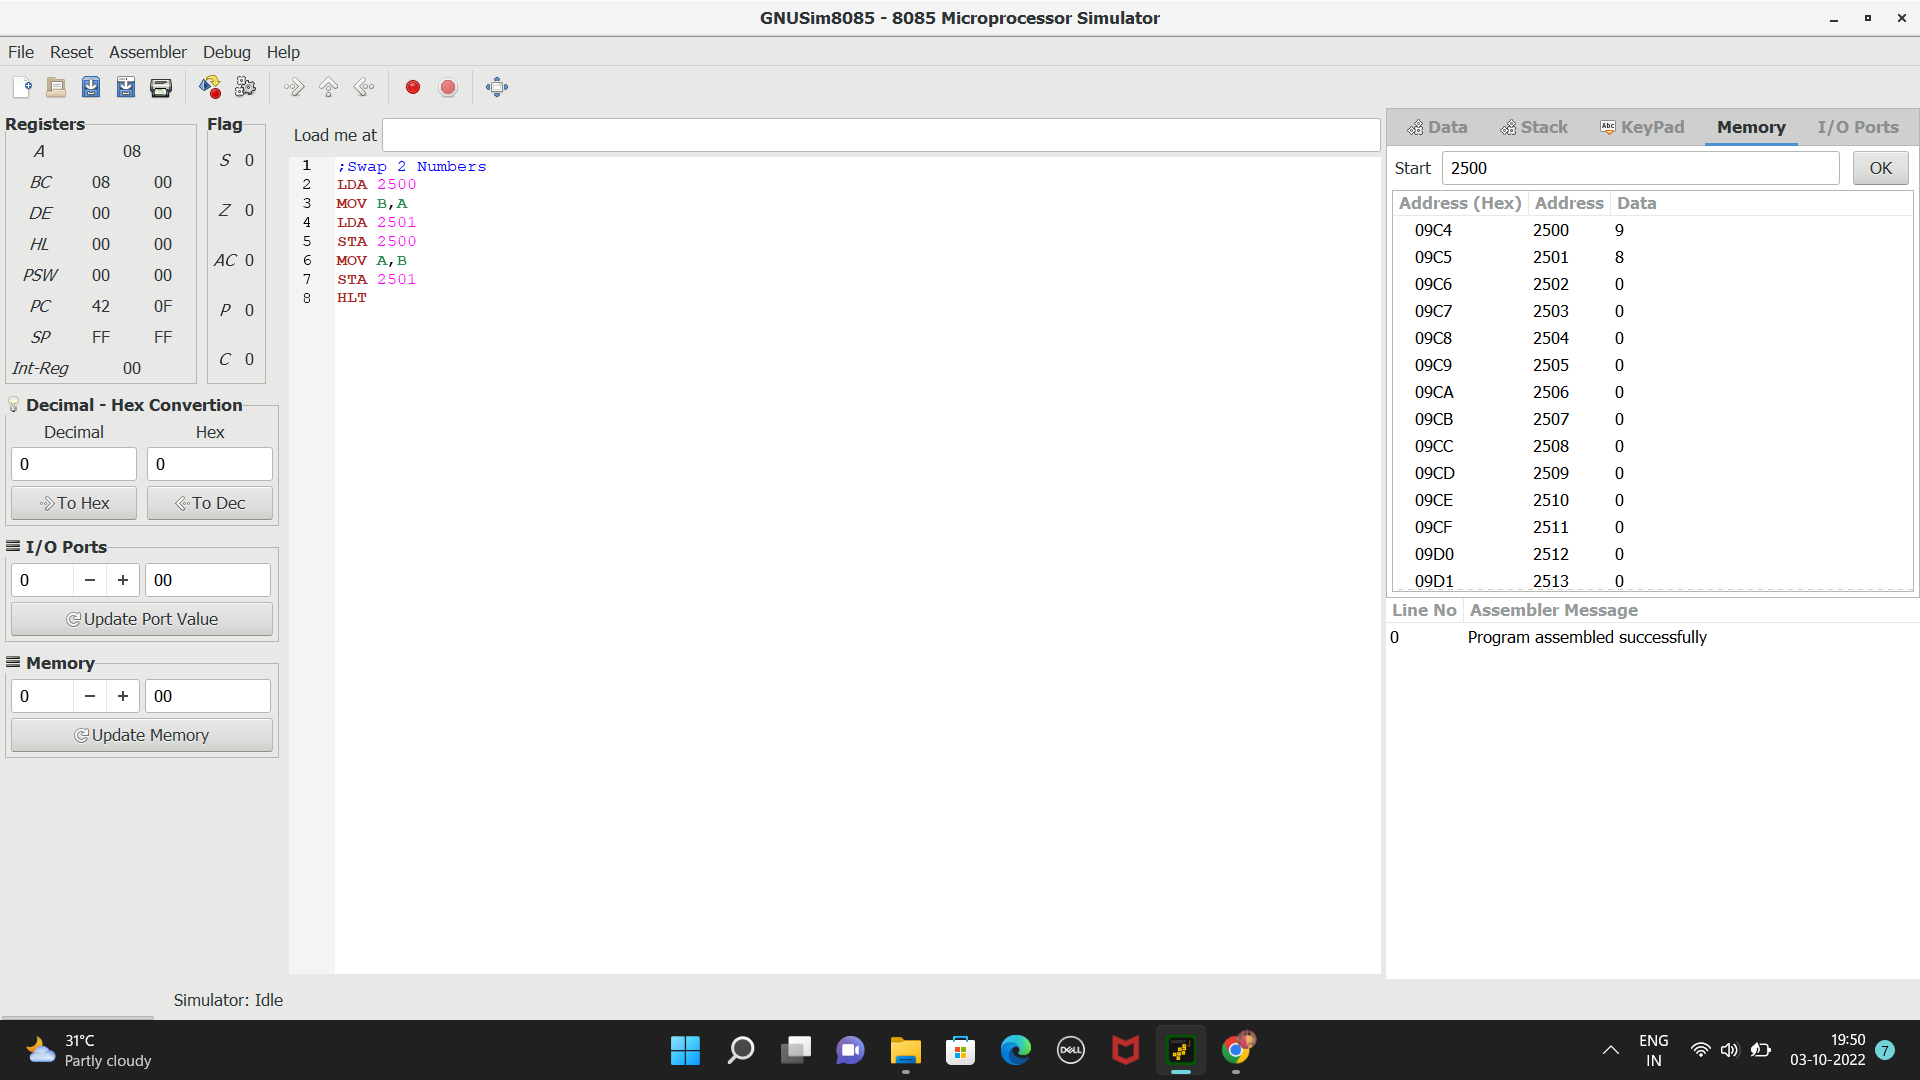 GNUSim8085 - 8085 Microprocessor Simulator
File Reset Assembler Debug Help
Registers
A 08
BC 08 00
DE 00 00
HL 00 00
PSW 00 00
PC 42 0F
SP FF FF
Int-Reg 00
Flag
S 0
Z 0
AC 0
P 0
C 0
Decimal - Hex Convertion
Decimal Hex
0 0
To Hex To Dec
I/O Ports
0 − + 00
Update Port Value
Memory
0 − + 00
Update Memory
Load me at
1 ;Swap 2 Numbers
2 LDA 2500
3 MOV B,A
4 LDA 2501
5 STA 2500
6 MOV A,B
7 STA 2501
8 HLT
Data Stack Abc KeyPad Memory I/O Ports
Start 2500 OK
Address (Hex) Address Data
09C4 2500 9
09C5 2501 8
09C6 2502 0
09C7 2503 0
09C8 2504 0
09C9 2505 0
09CA 2506 0
09CB 2507 0
09CC 2508 0
09CD 2509 0
09CE 2510 0
09CF 2511 0
09D0 2512 0
09D1 2513 0
Line No Assembler Message
0 Program assembled successfully
Simulator: Idle
31°C
Partly cloudy
DELL
ENG
IN
19:50
03-10-2022
7